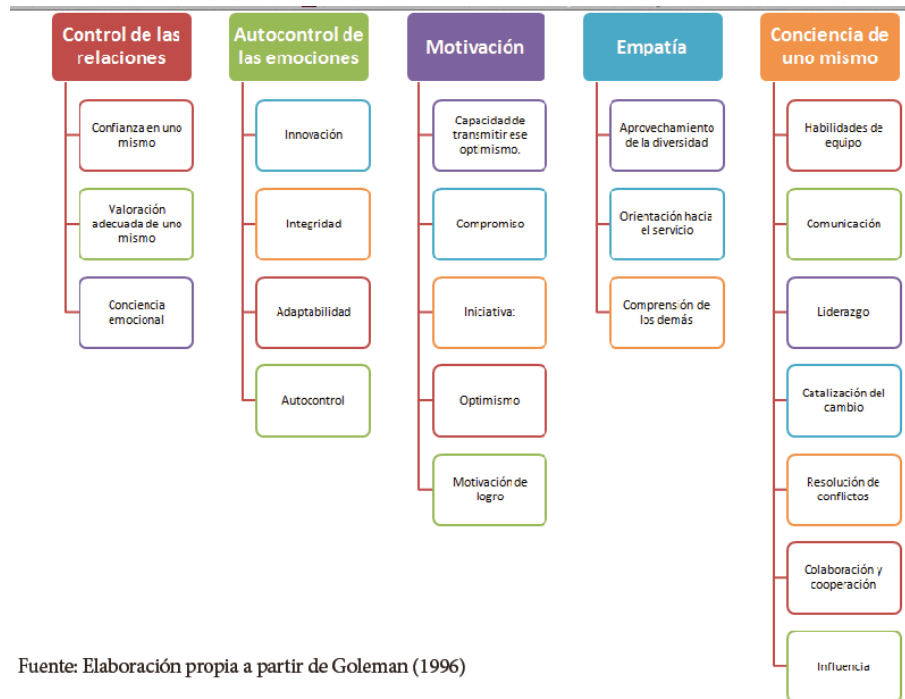 Control de las
relaciones
Confianza en uno
mismo
Valoración
adecuada de uno
mismo
Conciencia
emocional
Autocontrol de
las emociones
Innovación
Integridad
Adaptabilidad
Autocontrol
Motivación
Capacidad de
transmitir ese
optimismo.
Compromiso
Iniciativa:
Optimismo
Motivación de
logro
Empatía
Aprovechamiento
de la diversidad
Orientación hacia
el servicio
Comprensión de
los demás
Conciencia de
uno mismo
Habilidades de
equipo
Comunicación
Liderazgo
Catalización del
cambio
Resolución de
conflictos
Colaboración y
cooperación
Influencia
Fuente: Elaboración propia a partir de Goleman (1996)